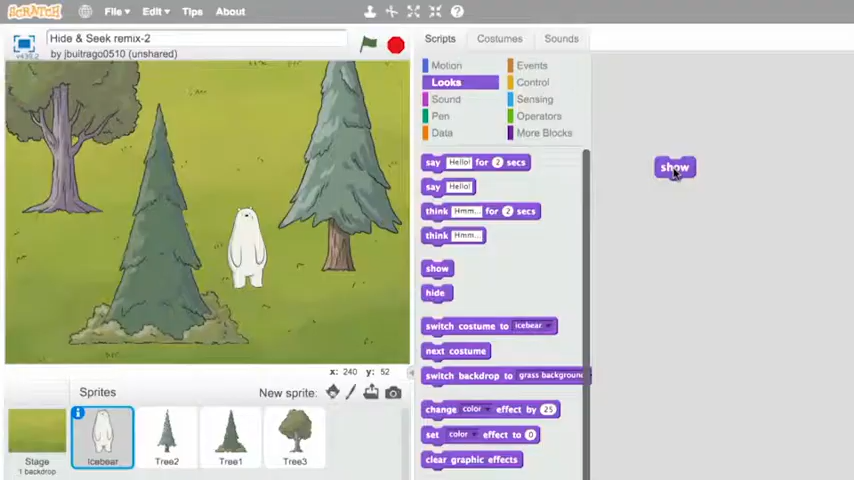 SCRATCH File Edit Tips About
Hide & Seek remix-2
by jbuitrago0510 (unshared)
Scripts Costumes Sounds
Motion Events
Looks Control
Sound Sensing
Pen Operators
Data More Blocks
say Hello! for 2 secs
show
say Hello!
think Hmm... for 2 secs
think Hmm...
show
hide
switch costume to Icebear
next costume
switch backdrop to grass background
change color effect by 25
set color effect to 0
clear graphic effects
x: 240 y: 52
Sprites New sprite:
Stage
1 backdrop
Icebear
Tree2
Tree1
Tree3